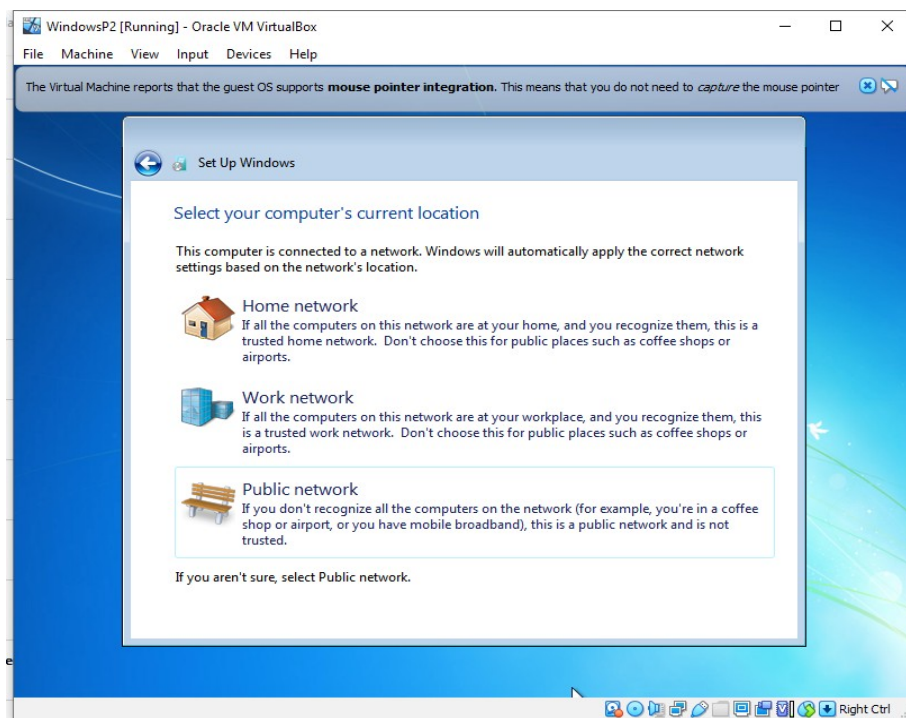 WindowsP2 [Running] - Oracle VM VirtualBox
File Machine View Input Devices Help
The Virtual Machine reports that the guest OS supports mouse pointer integration. This means that you do not need to capture the mouse pointer
Set Up Windows
Select your computer's current location
This computer is connected to a network. Windows will automatically apply the correct network
settings based on the network's location.
Home network
If all the computers on this network are at your home, and you recognize them, this is a
trusted home network. Don't choose this for public places such as coffee shops or
airports.
Work network
If all the computers on this network are at your workplace, and you recognize them, this
is a trusted work network. Don't choose this for public places such as coffee shops or
airports.
Public network
If you don't recognize all the computers on the network (for example, you're in a coffee
shop or airport, or you have mobile broadband), this is a public network and is not
trusted.
If you aren't sure, select Public network.
Right Ctrl